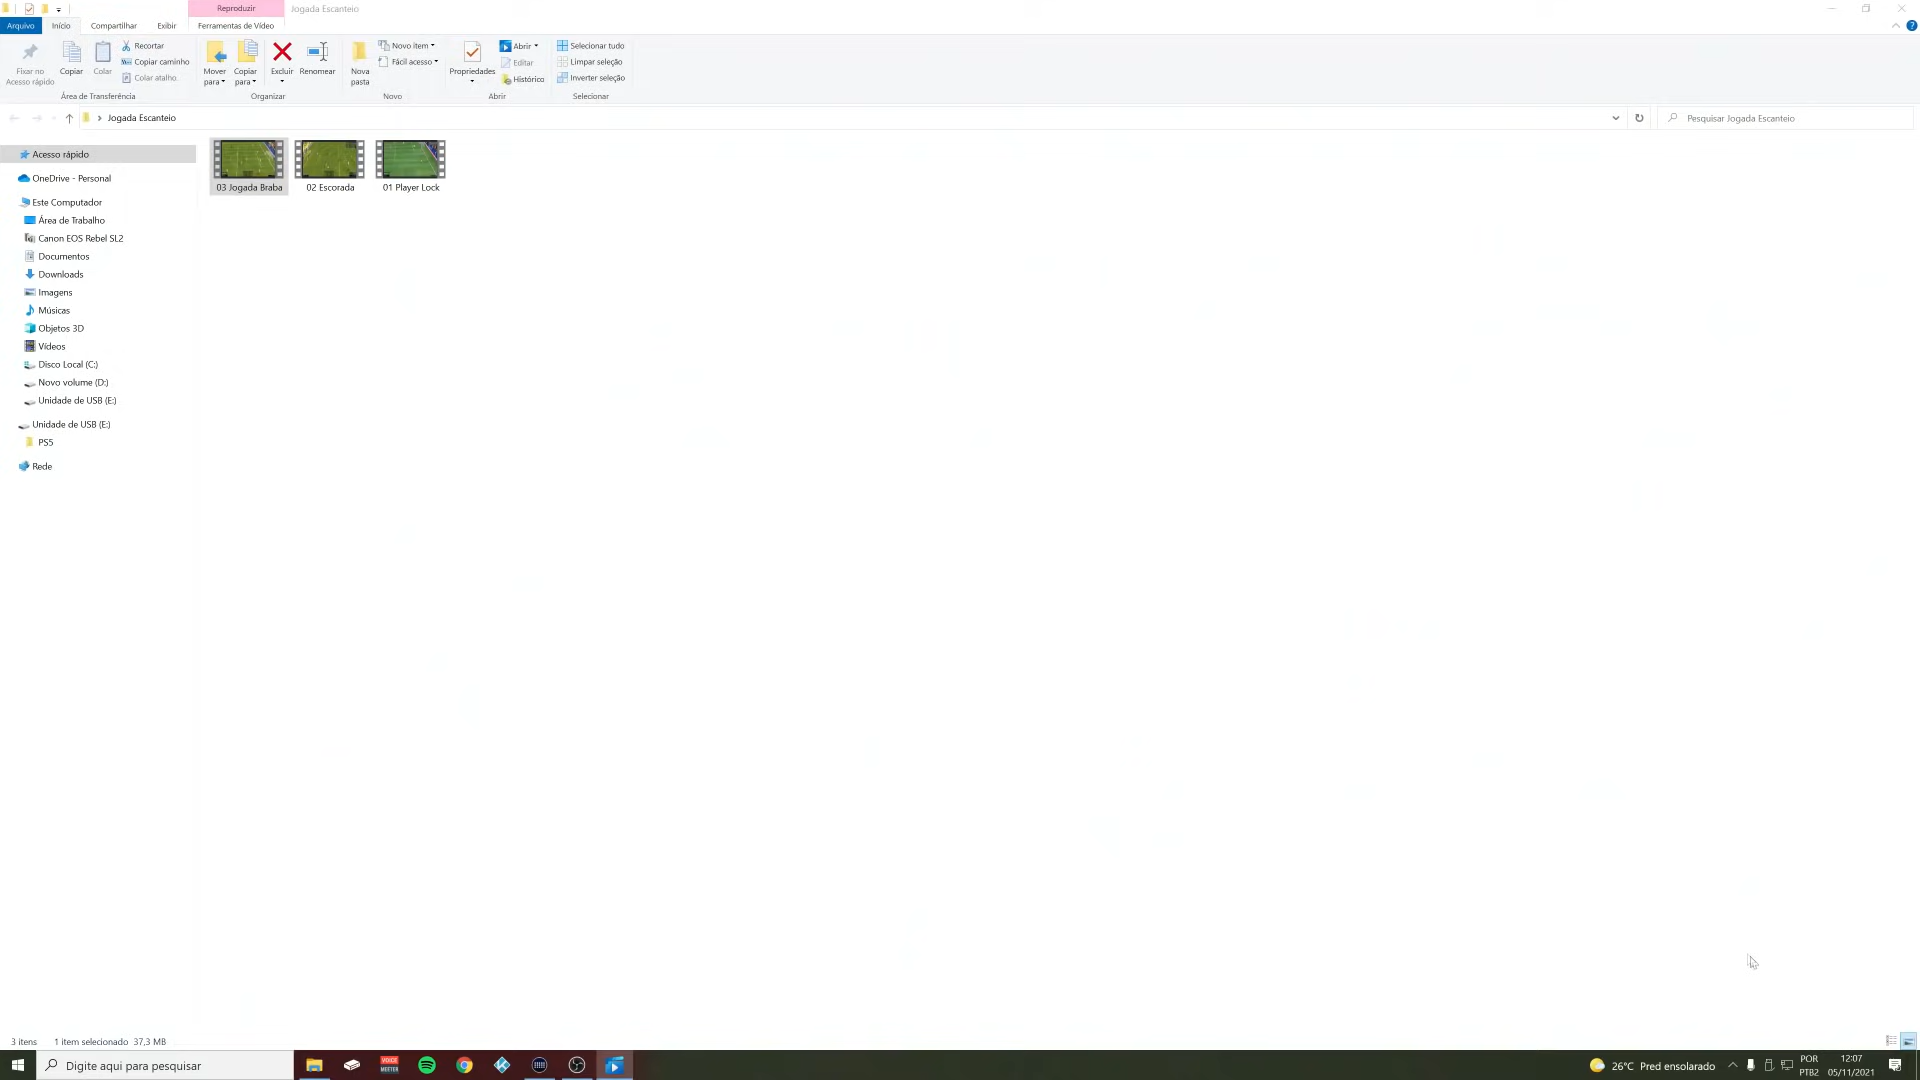 Reproduzir
Jogada Escanteio
Arquivo
Início
Compartilhar
Exibir
Ferramentas de Vídeo
Fixar no
Acesso rápido
Copiar
Colar
Recortar
Copiar caminho
Colar atalho
Área de Transferência
Mover
para
Copiar
para
Excluir
Renomear
Organizar
Nova
pasta
Novo item
Fácil acesso
Novo
Propriedades
Abrir
Editar
Histórico
Abrir
Selecionar tudo
Limpar seleção
Inverter seleção
Selecionar
Jogada Escanteio
Pesquisar Jogada Escanteio
Acesso rápido
OneDrive - Personal
Este Computador
Área de Trabalho
Canon EOS Rebel SL2
Documentos
Downloads
Imagens
Músicas
Objetos 3D
Vídeos
Disco Local (C:)
Novo volume (D:)
Unidade de USB (E:)
Unidade de USB (E:)
PS5
Rede
03 Jogada Braba
02 Escorada
01 Player Lock
3 itens
1 item selecionado 37,3 MB
Digite aqui para pesquisar
VOICE
MEETER
26°C Pred ensolarado
POR
PTB2
12:07
05/11/2021